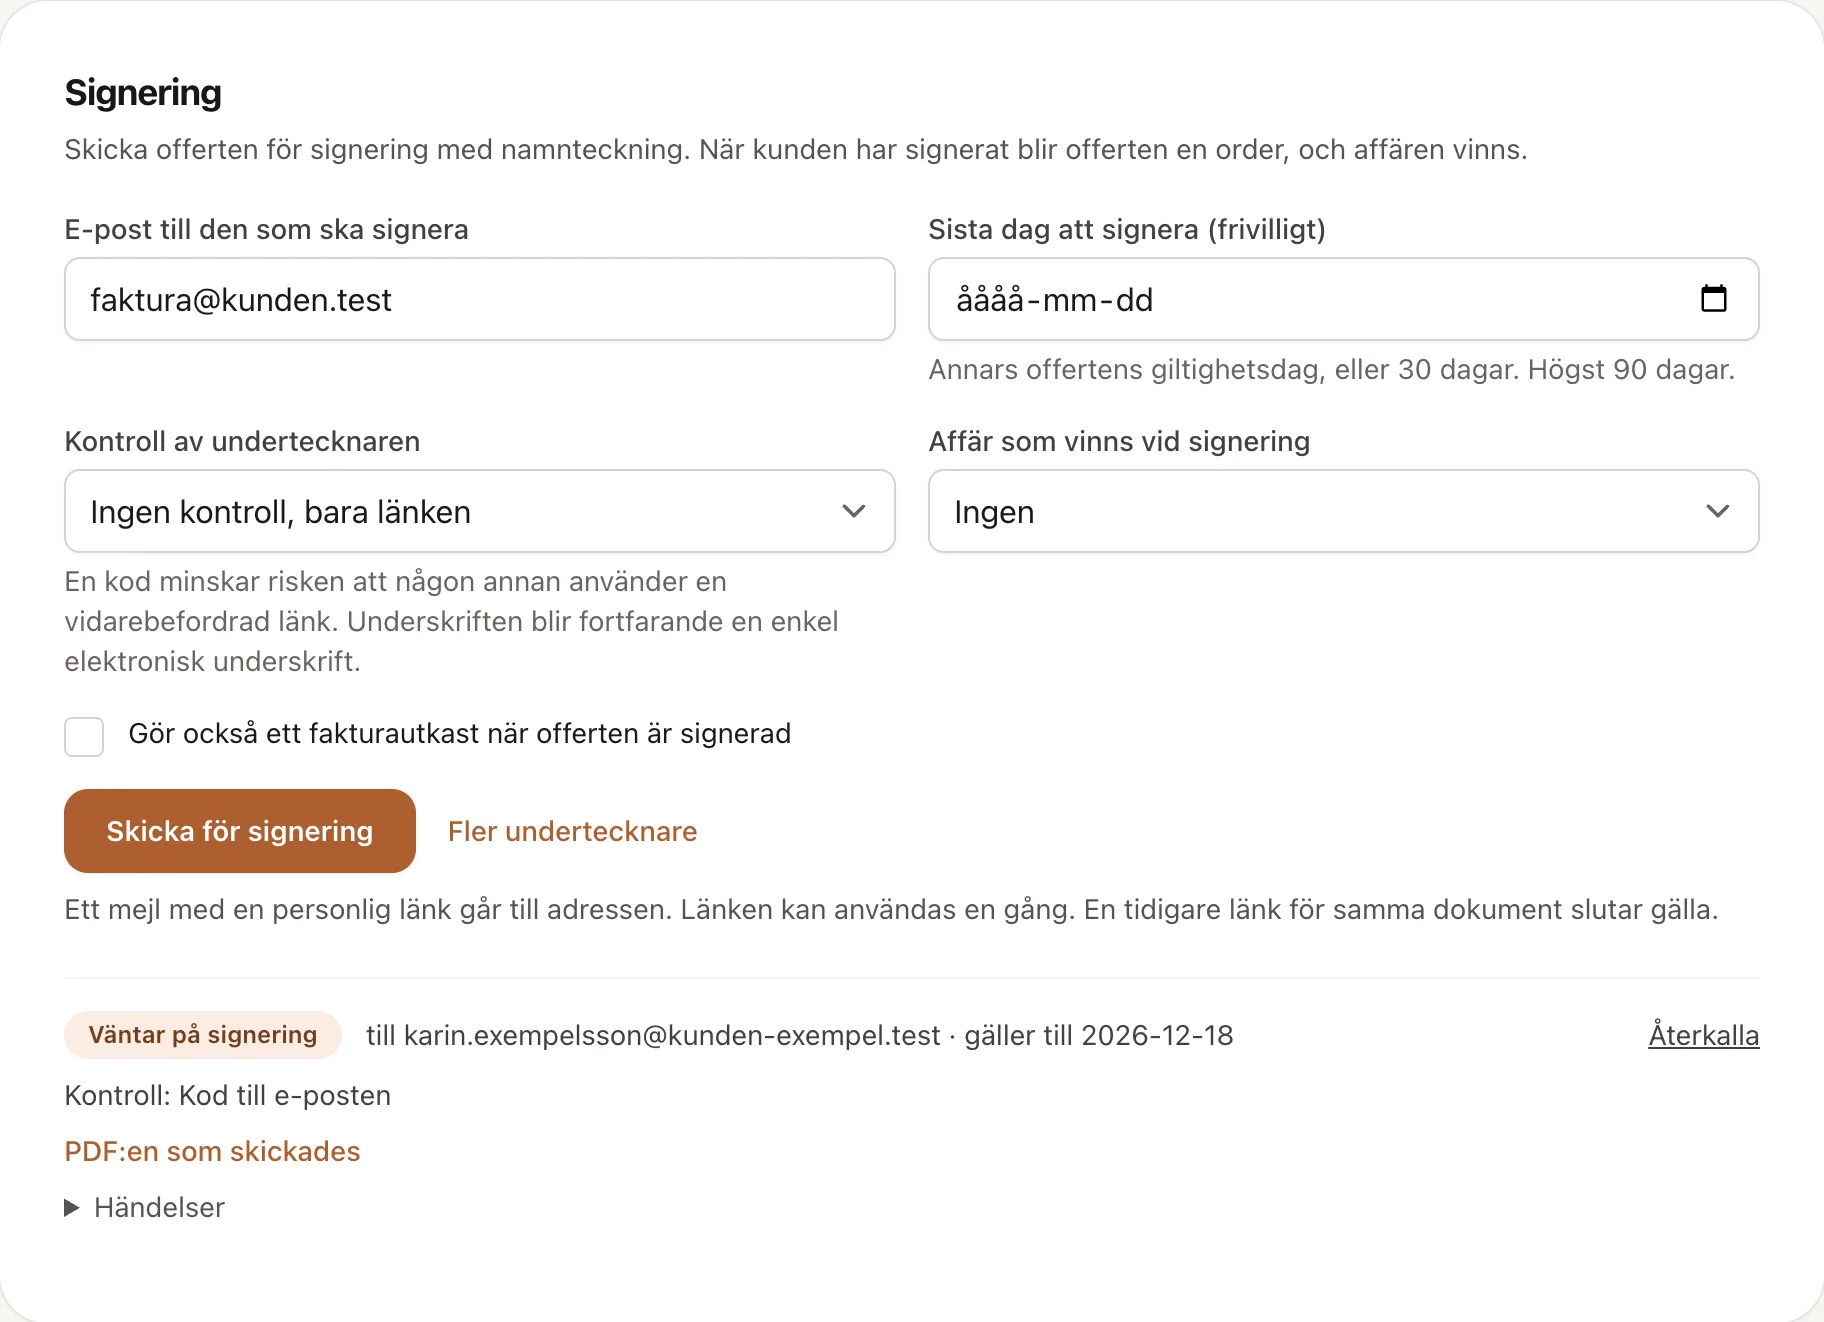 Signering
Skicka offerten för signering med namnteckning. När kunden har signerat blir offerten en order, och affären vinns.
E-post till den som ska signera
faktura@kunden.test
Sista dag att signera (frivilligt)
åååå-mm-dd
Annars offertens giltighetsdag, eller 30 dagar. Högst 90 dagar.
Kontroll av undertecknaren
Ingen kontroll, bara länken
En kod minskar risken att någon annan använder en
vidarebefordrad länk. Underskriften blir fortfarande en enkel
elektronisk underskrift.
Affär som vinns vid signering
Ingen
Gör också ett fakturautkast när offerten är signerad
Skicka för signering
Fler undertecknare
Ett mejl med en personlig länk går till adressen. Länken kan användas en gång. En tidigare länk för samma dokument slutar gälla.
Väntar på signering till karin.exempelsson@kunden-exempel.test · gäller till 2026-12-18
Återkalla
Kontroll: Kod till e-posten
PDF:en som skickades
Händelser